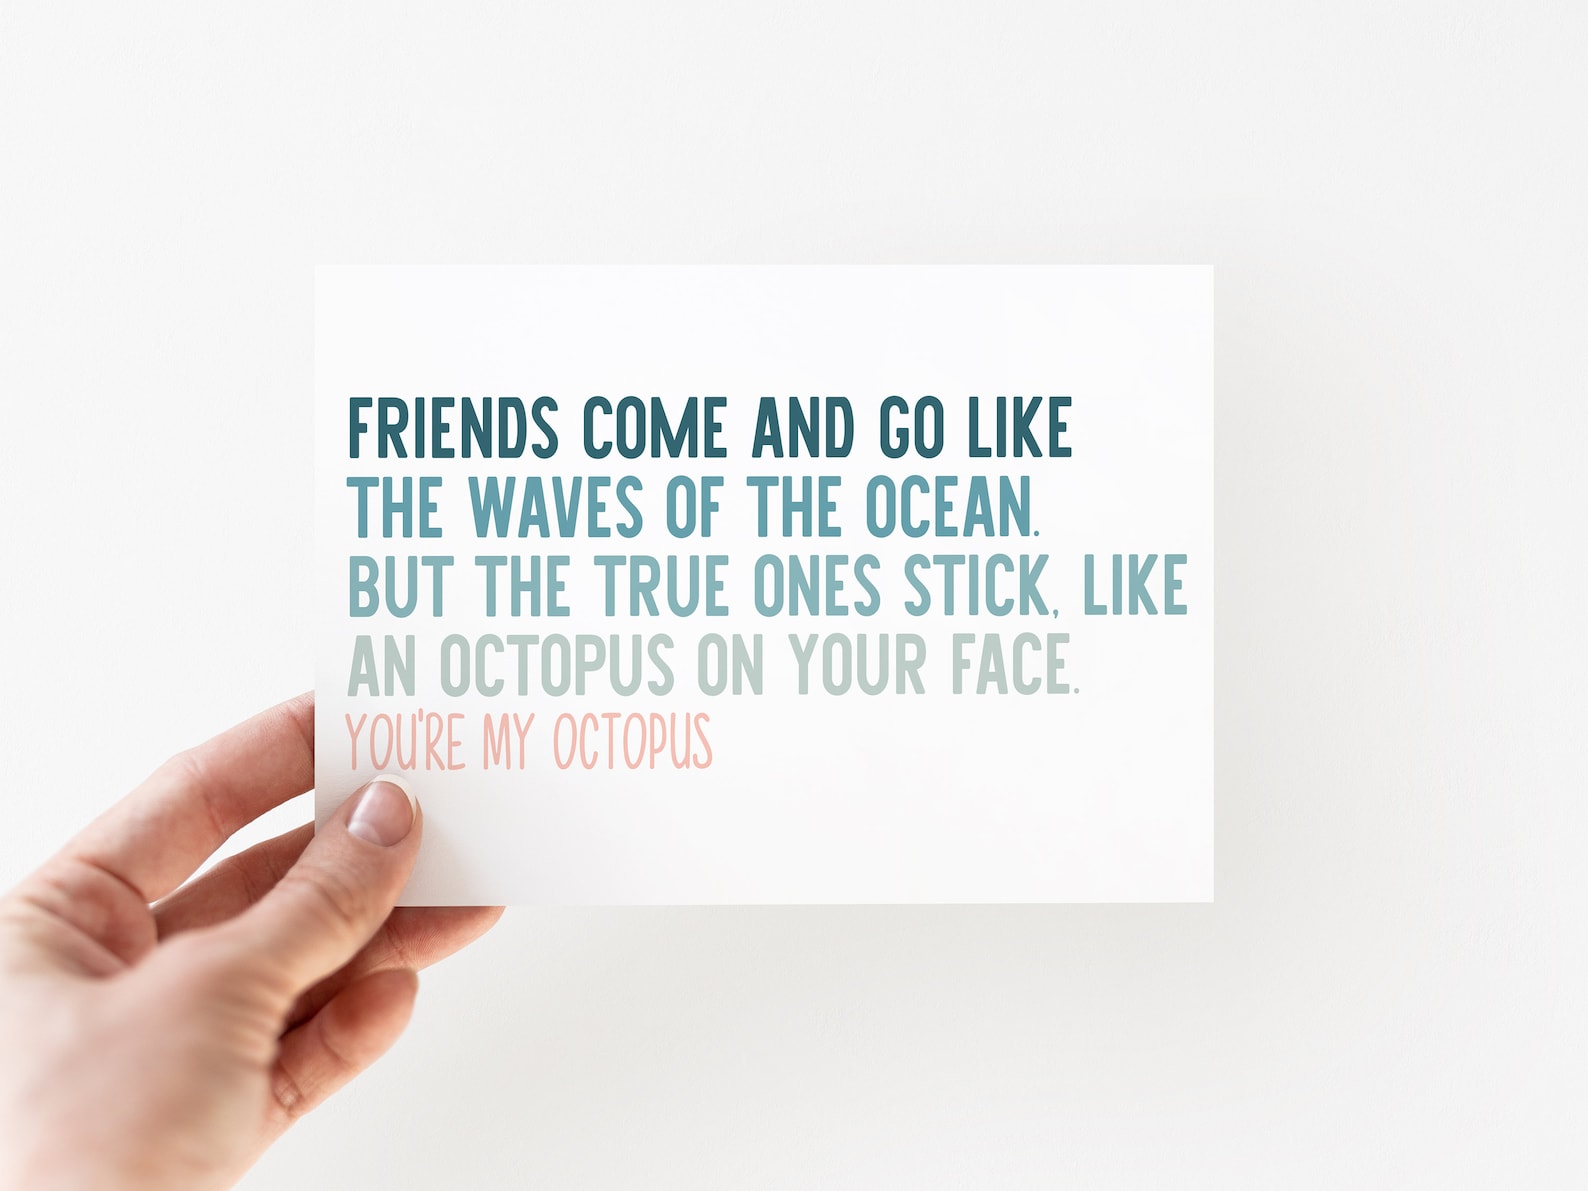 FRIENDS COME AND GO LIKE
THE WAVES OF THE OCEAN.
BUT THE TRUE ONES STICK, LIKE
AN OCTOPUS ON YOUR FACE.
YOU'RE MY OCTOPUS